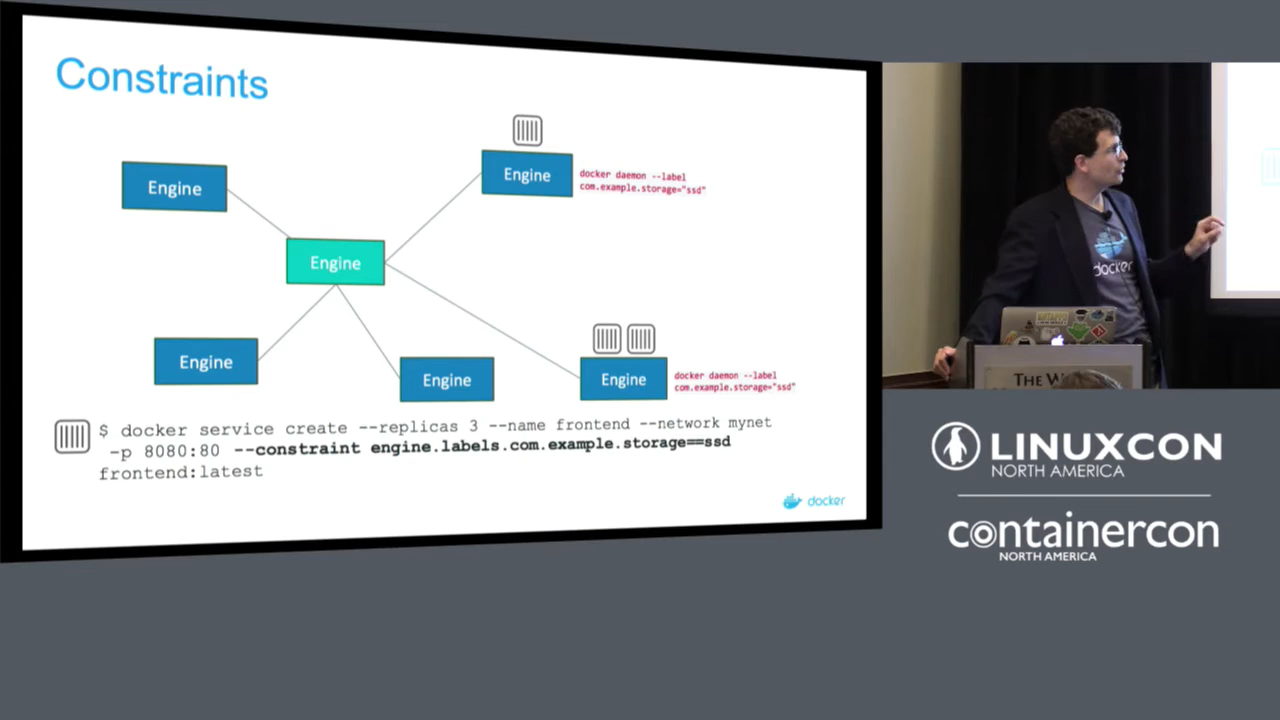 Constraints
Engine
Engine
docker daemon --label
com.example.storage="ssd"
Engine
Engine
Engine
Engine
docker daemon --label
com.example.storage="ssd"
$ docker service create --replicas 3 --name frontend --network mynet
-p 8080:80 --constraint engine.labels.com.example.storage==ssd
frontend:latest
docker
docker
THE W
LINUXCON
NORTH AMERICA
containercon
NORTH AMERICA